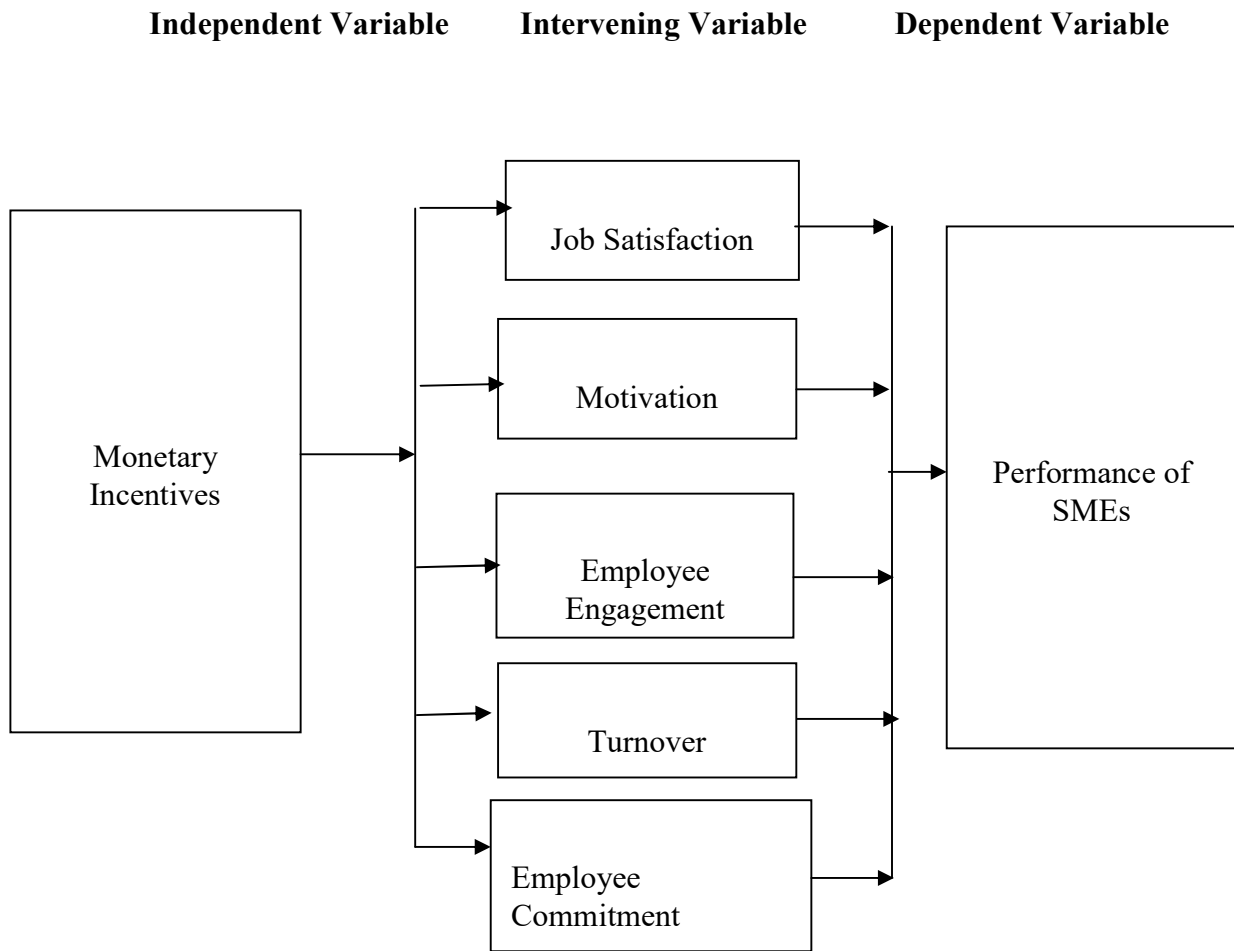 Independent Variable Intervening Variable Dependent Variable
Job Satisfaction
Motivation
Monetary
Incentives
Performance of
SMEs
Employee
Engagement
Turnover
Employee
Commitment